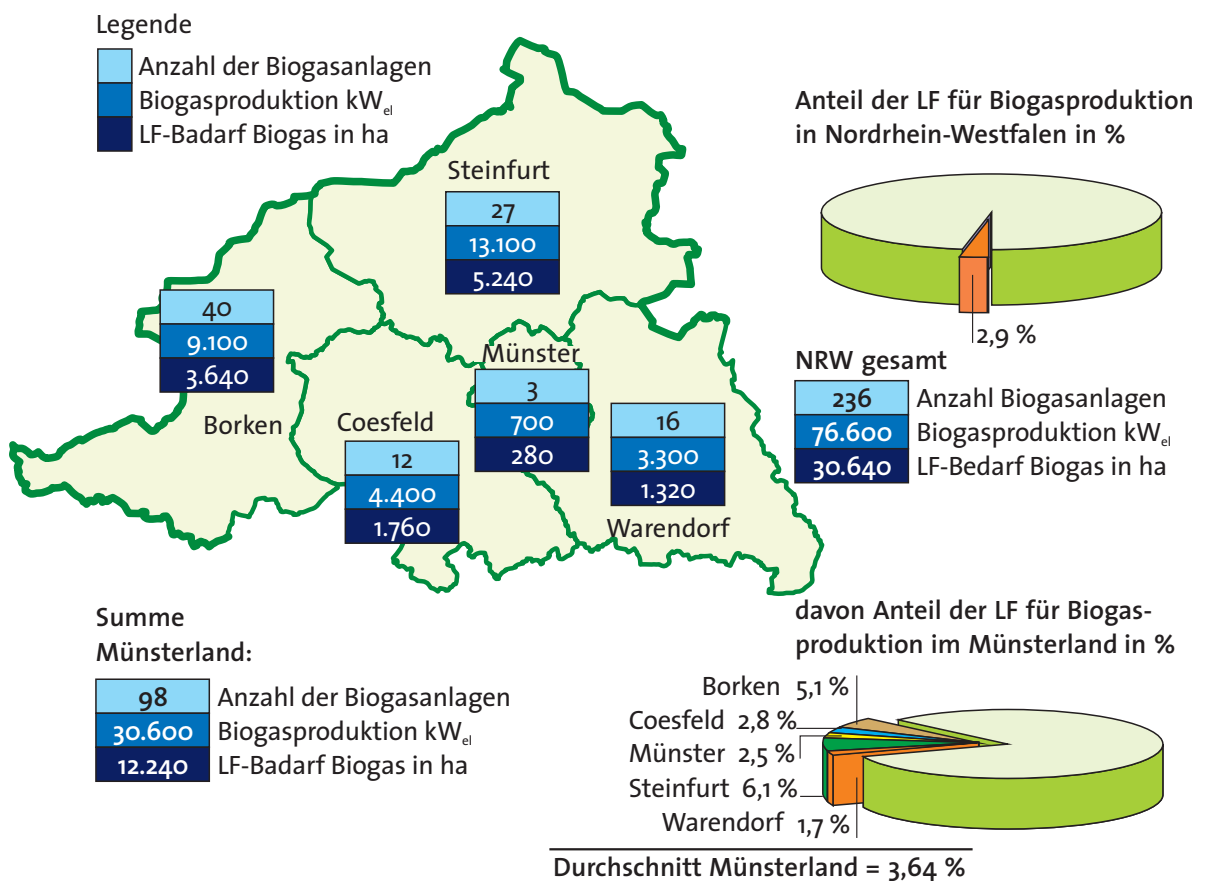 Legende
Anzahl der Biogasanlagen
Biogasproduktion kWel
LF-Badarf Biogas in ha
Steinfurt
27
13.100
5.240
40
9.100
3.640
Borken
Coesfeld
12
4.400
1.760
Münster
3
700
280
16
3.300
1.320
Warendorf
Summe
Münsterland:
98 Anzahl der Biogasanlagen
30.600 Biogasproduktion kWel
12.240 LF-Badarf Biogas in ha
Anteil der LF für Biogasproduktion
in Nordrhein-Westfalen in %
2,9 %
NRW gesamt
236 Anzahl Biogasanlagen
76.600 Biogasproduktion kWel
30.640 LF-Bedarf Biogas in ha
davon Anteil der LF für Biogas-
produktion im Münsterland in %
Borken 5,1 %
Coesfeld 2,8 %
Münster 2,5 %
Steinfurt 6,1 %
Warendorf 1,7 %
Durchschnitt Münsterland = 3,64 %